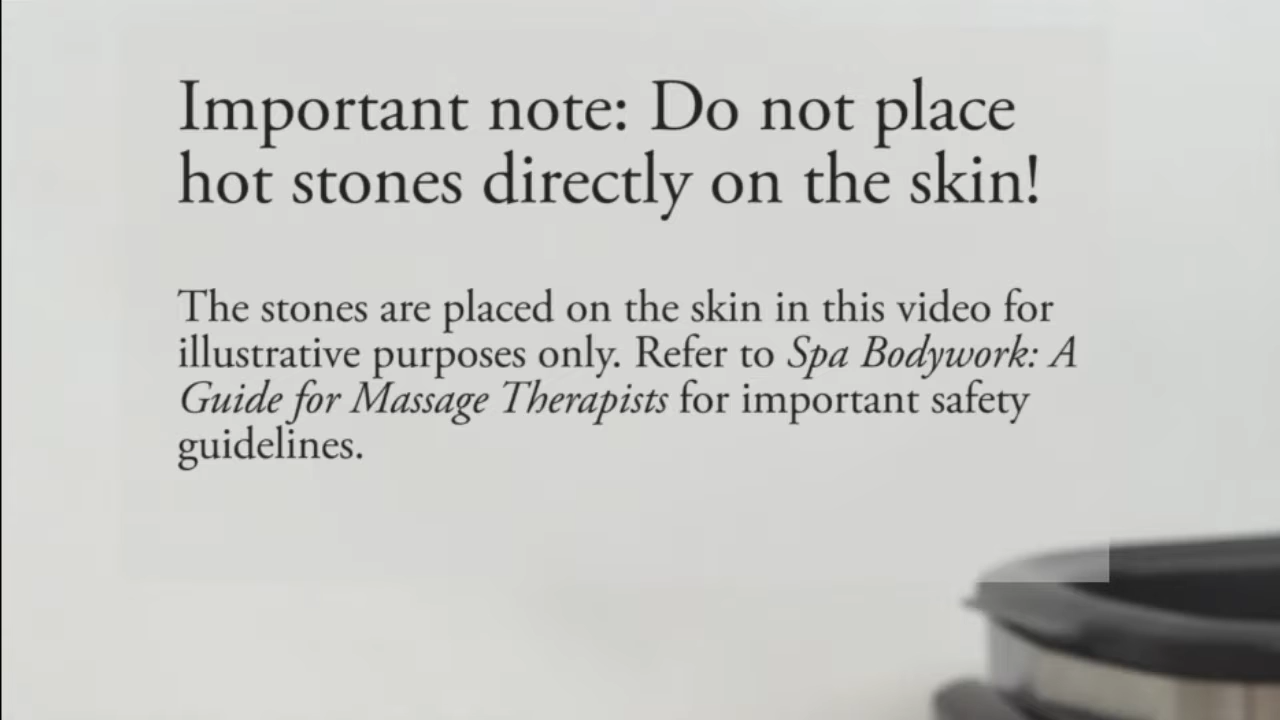 Important note: Do not place
hot stones directly on the skin!
The stones are placed on the skin in this video for
illustrative purposes only. Refer to Spa Bodywork: A
Guide for Massage Therapists for important safety
guidelines.